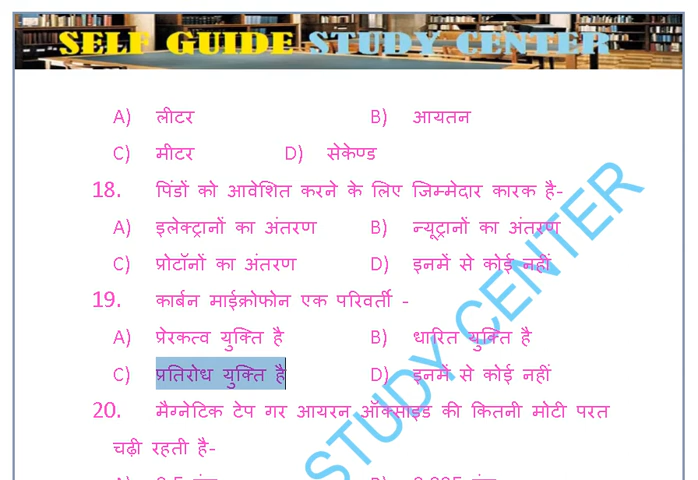 SELF GUIDE STUDY CENTER
A) लीटर B) आयतन
C) मीटर D) सेकेण्ड
18. पिंडों को आवेशित करने के लिए जिम्मेदार कारक है-
A) इलेक्ट्रानों का अंतरण B) न्यूट्रानों का अंतरण
C) प्रोटॉनों का अंतरण D) इनमें से कोई नहीं
19. कार्बन माईक्रोफोन एक परिवर्ती -
A) प्रेरकत्व युक्ति है B) धारित युक्ति है
C) प्रतिरोध युक्ति है D) इनमें से कोई नहीं
20. मैग्नेटिक टेप गर आयरन ऑक्साइड की कितनी मोटी परत
चढ़ी रहती है-
STUDY CENTER